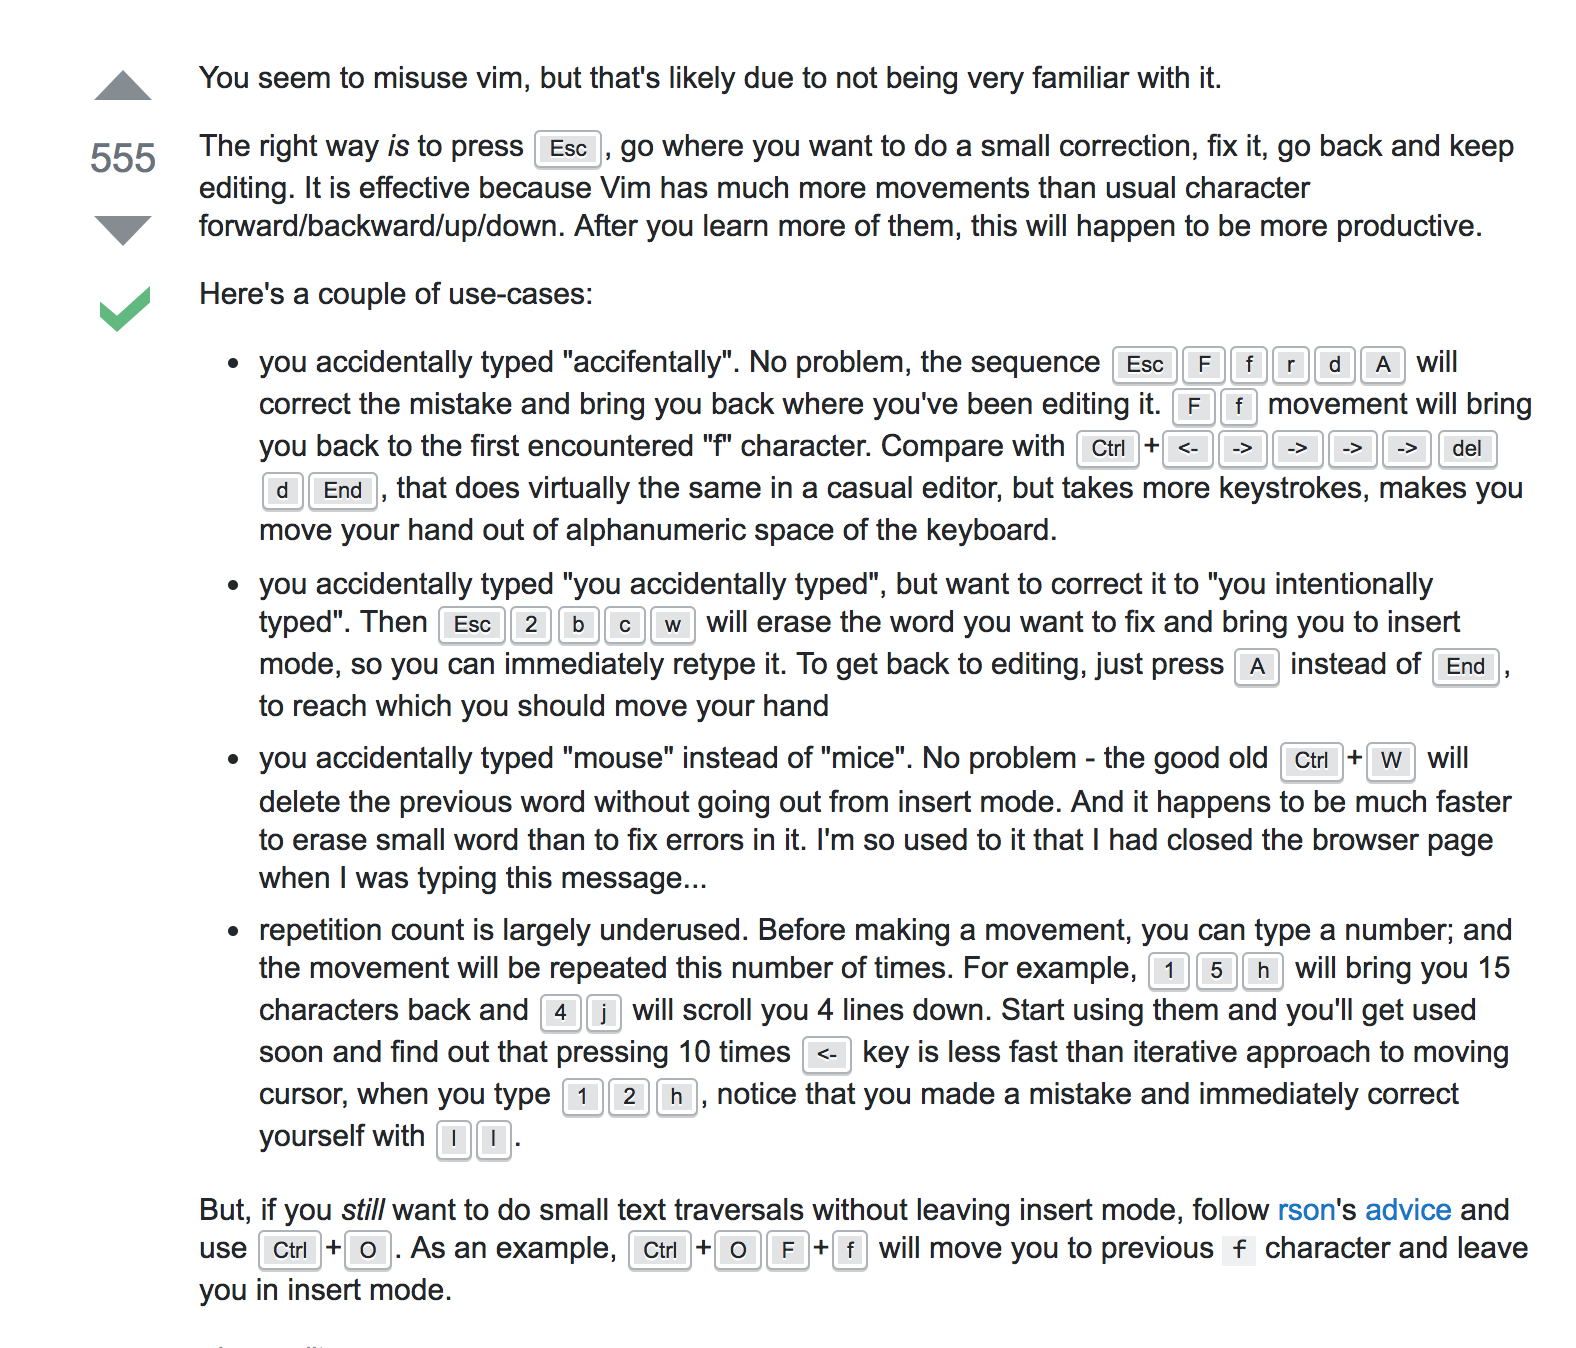 You seem to misuse vim, but that's likely due to not being very familiar with it.
555
The right way is to press Esc, go where you want to do a small correction, fix it, go back and keep
editing. It is effective because Vim has much more movements than usual character
forward/backward/up/down. After you learn more of them, this will happen to be more productive.
Here's a couple of use-cases:
• you accidentally typed "accifentally". No problem, the sequence Esc F f r d A will
correct the mistake and bring you back where you've been editing it. F f movement will bring
you back to the first encountered "f" character. Compare with Ctrl + <- -> -> -> -> del
d End, that does virtually the same in a casual editor, but takes more keystrokes, makes you
move your hand out of alphanumeric space of the keyboard.
• you accidentally typed "you accidentally typed", but want to correct it to "you intentionally
typed". Then Esc 2 b c w will erase the word you want to fix and bring you to insert
mode, so you can immediately retype it. To get back to editing, just press A instead of End,
to reach which you should move your hand
• you accidentally typed "mouse" instead of "mice". No problem - the good old Ctrl + W will
delete the previous word without going out from insert mode. And it happens to be much faster
to erase small word than to fix errors in it. I'm so used to it that I had closed the browser page
when I was typing this message...
• repetition count is largely underused. Before making a movement, you can type a number; and
the movement will be repeated this number of times. For example, 1 5 h will bring you 15
characters back and 4 j will scroll you 4 lines down. Start using them and you'll get used
soon and find out that pressing 10 times <- key is less fast than iterative approach to moving
cursor, when you type 1 2 h, notice that you made a mistake and immediately correct
yourself with l l.
But, if you still want to do small text traversals without leaving insert mode, follow rson's advice and
use Ctrl + O. As an example, Ctrl + O F + f will move you to previous f character and leave
you in insert mode.